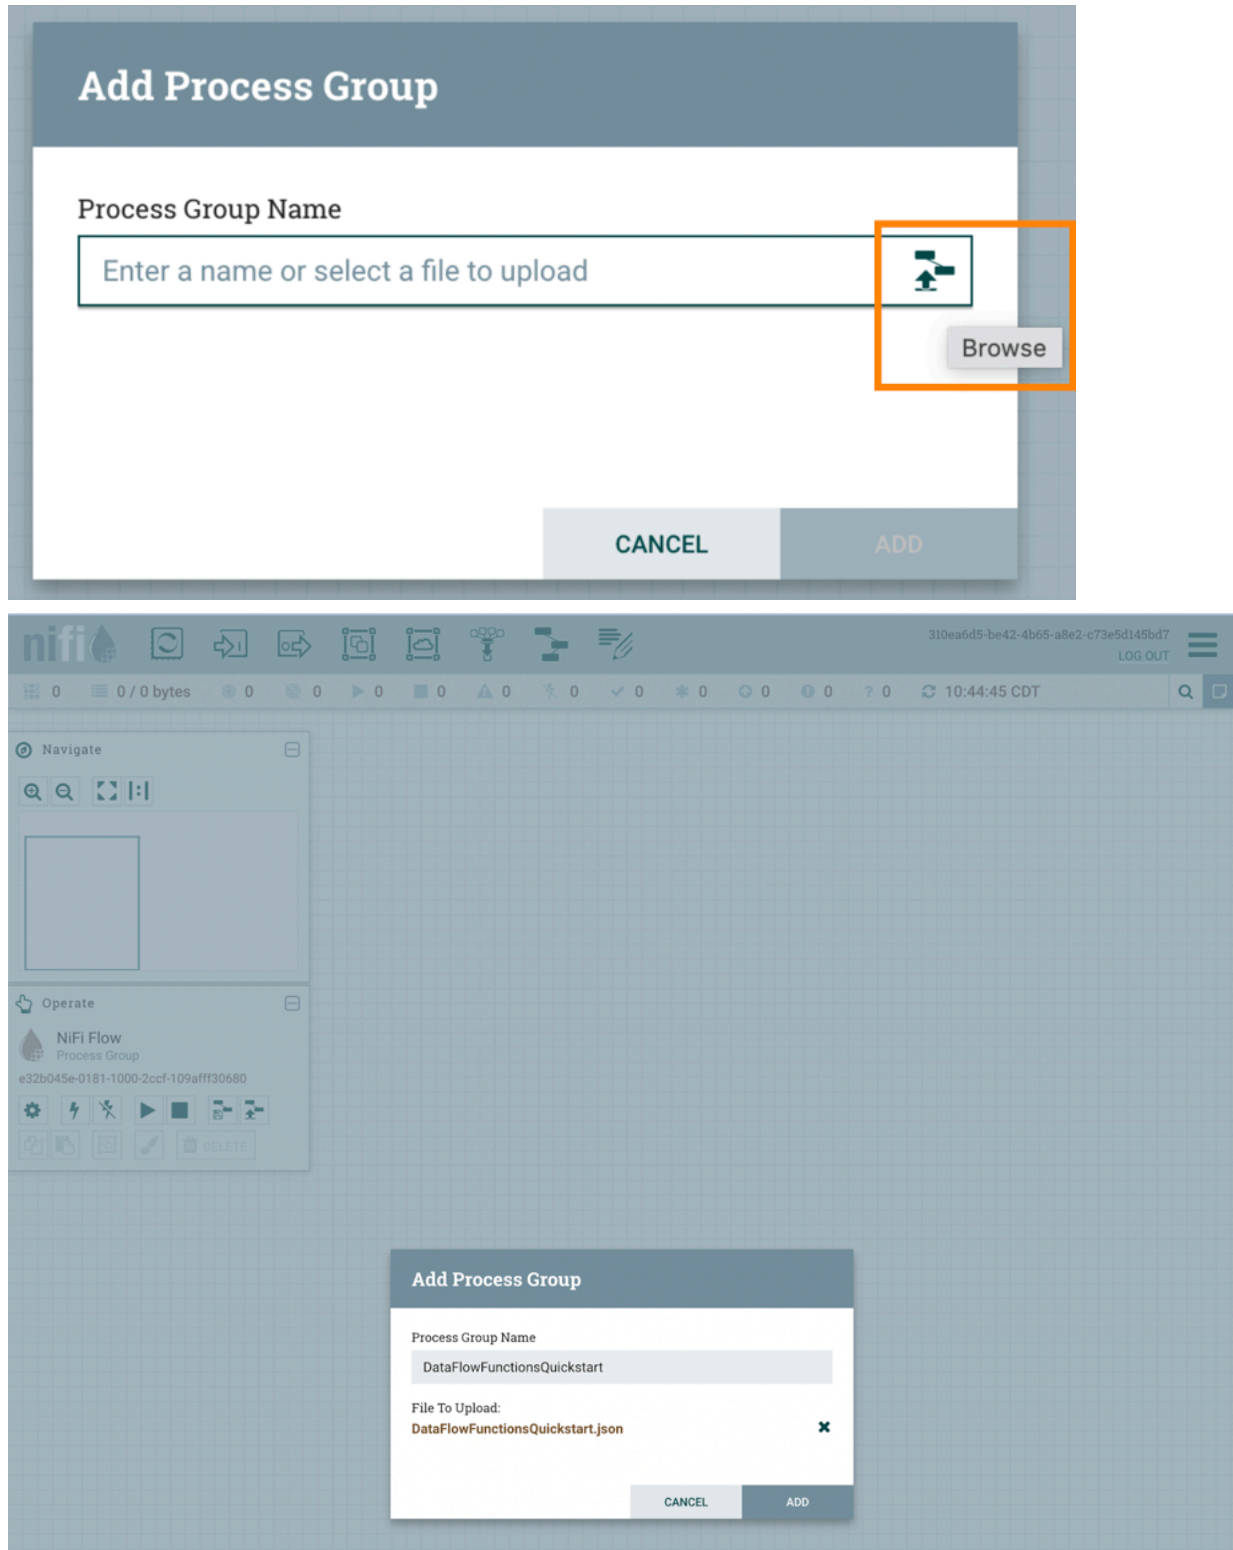 Add Process Group
Process Group Name
Enter a name or select a file to upload
Browse
CANCEL ADD
nifi
310ea6d5-be42-4b65-a8e2-c73e5d145bd7
LOG OUT
0 0 / 0 bytes 0 0 0 0 0 0 0 0 0 0 ? 0 10:44:45 CDT
Navigate
Operate
NiFi Flow
Process Group
e32b045e-0181-1000-2ccf-109afff30680
DELETE
Add Process Group
Process Group Name
DataFlowFunctionsQuickstart
File To Upload:
DataFlowFunctionsQuickstart.json
CANCEL ADD